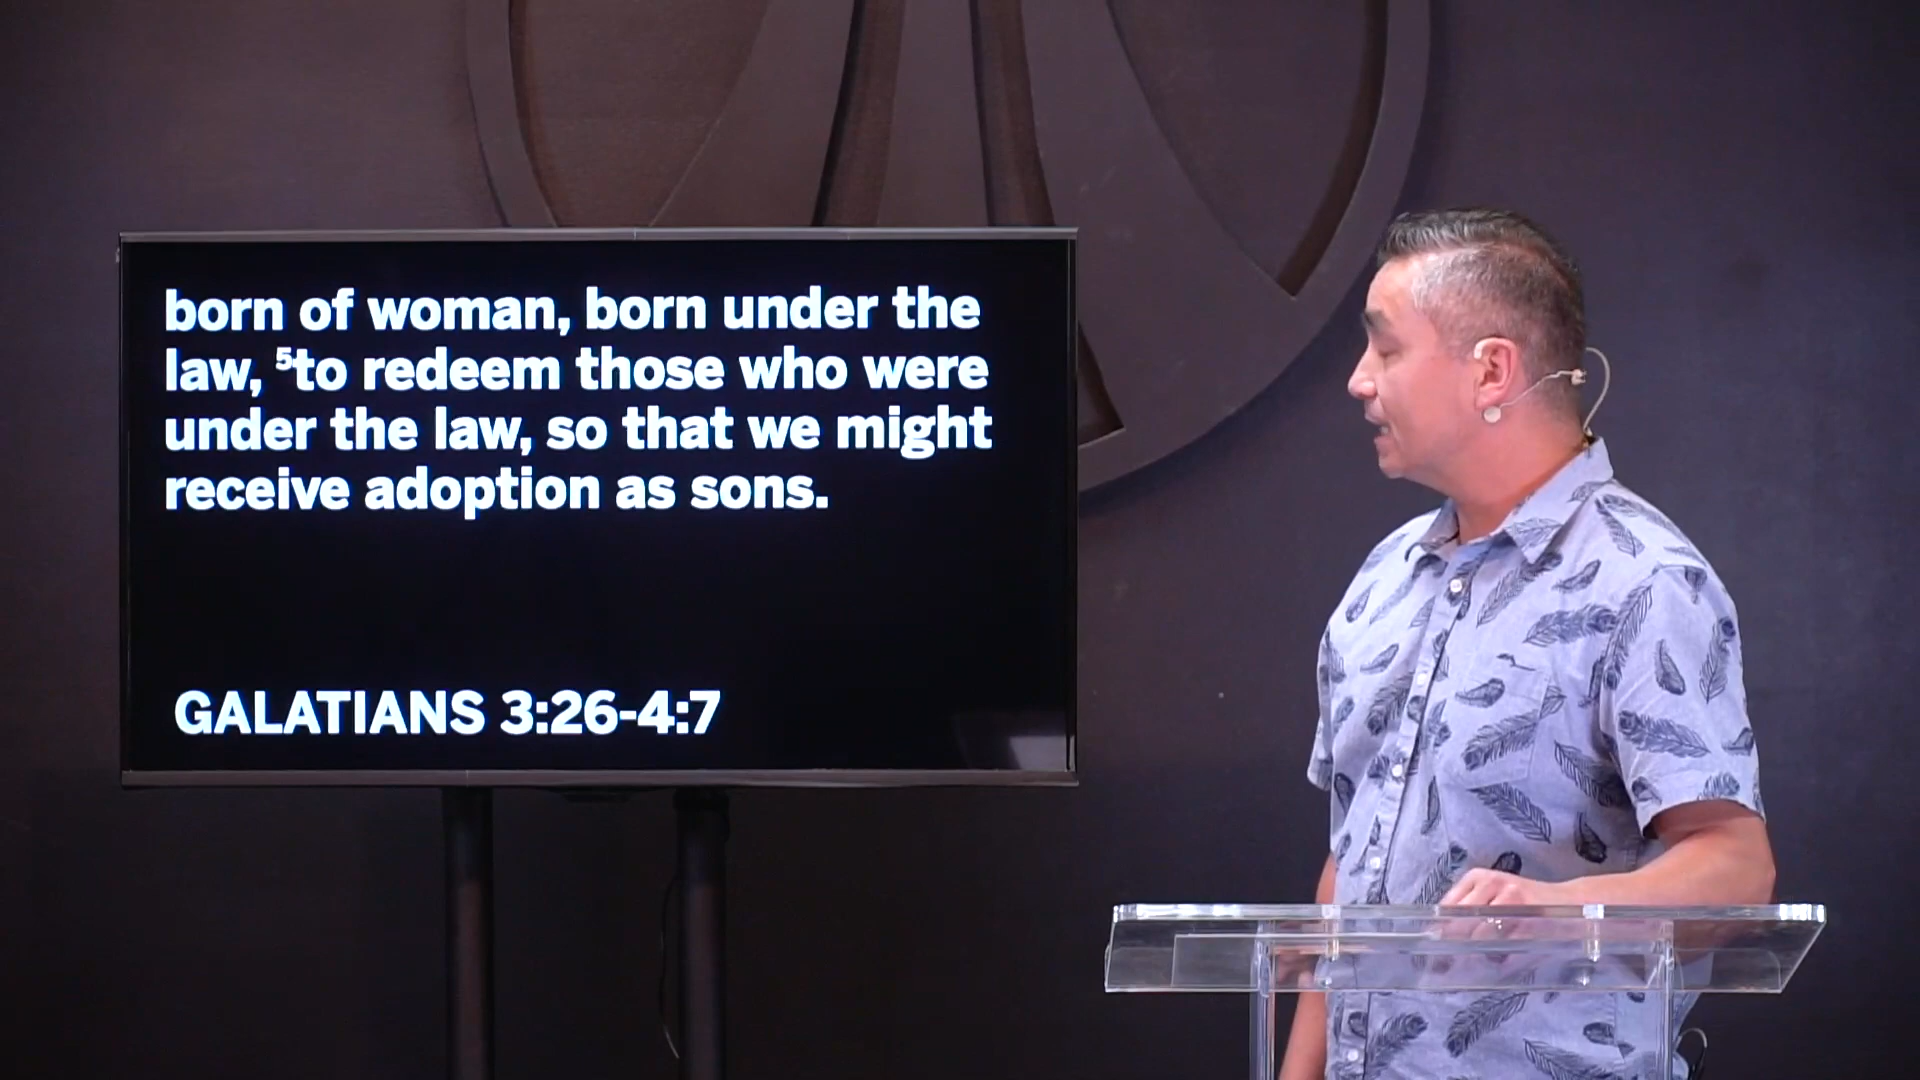 born of woman, born under the
law, ⁵to redeem those who were
under the law, so that we might
receive adoption as sons.
GALATIANS 3:26-4:7